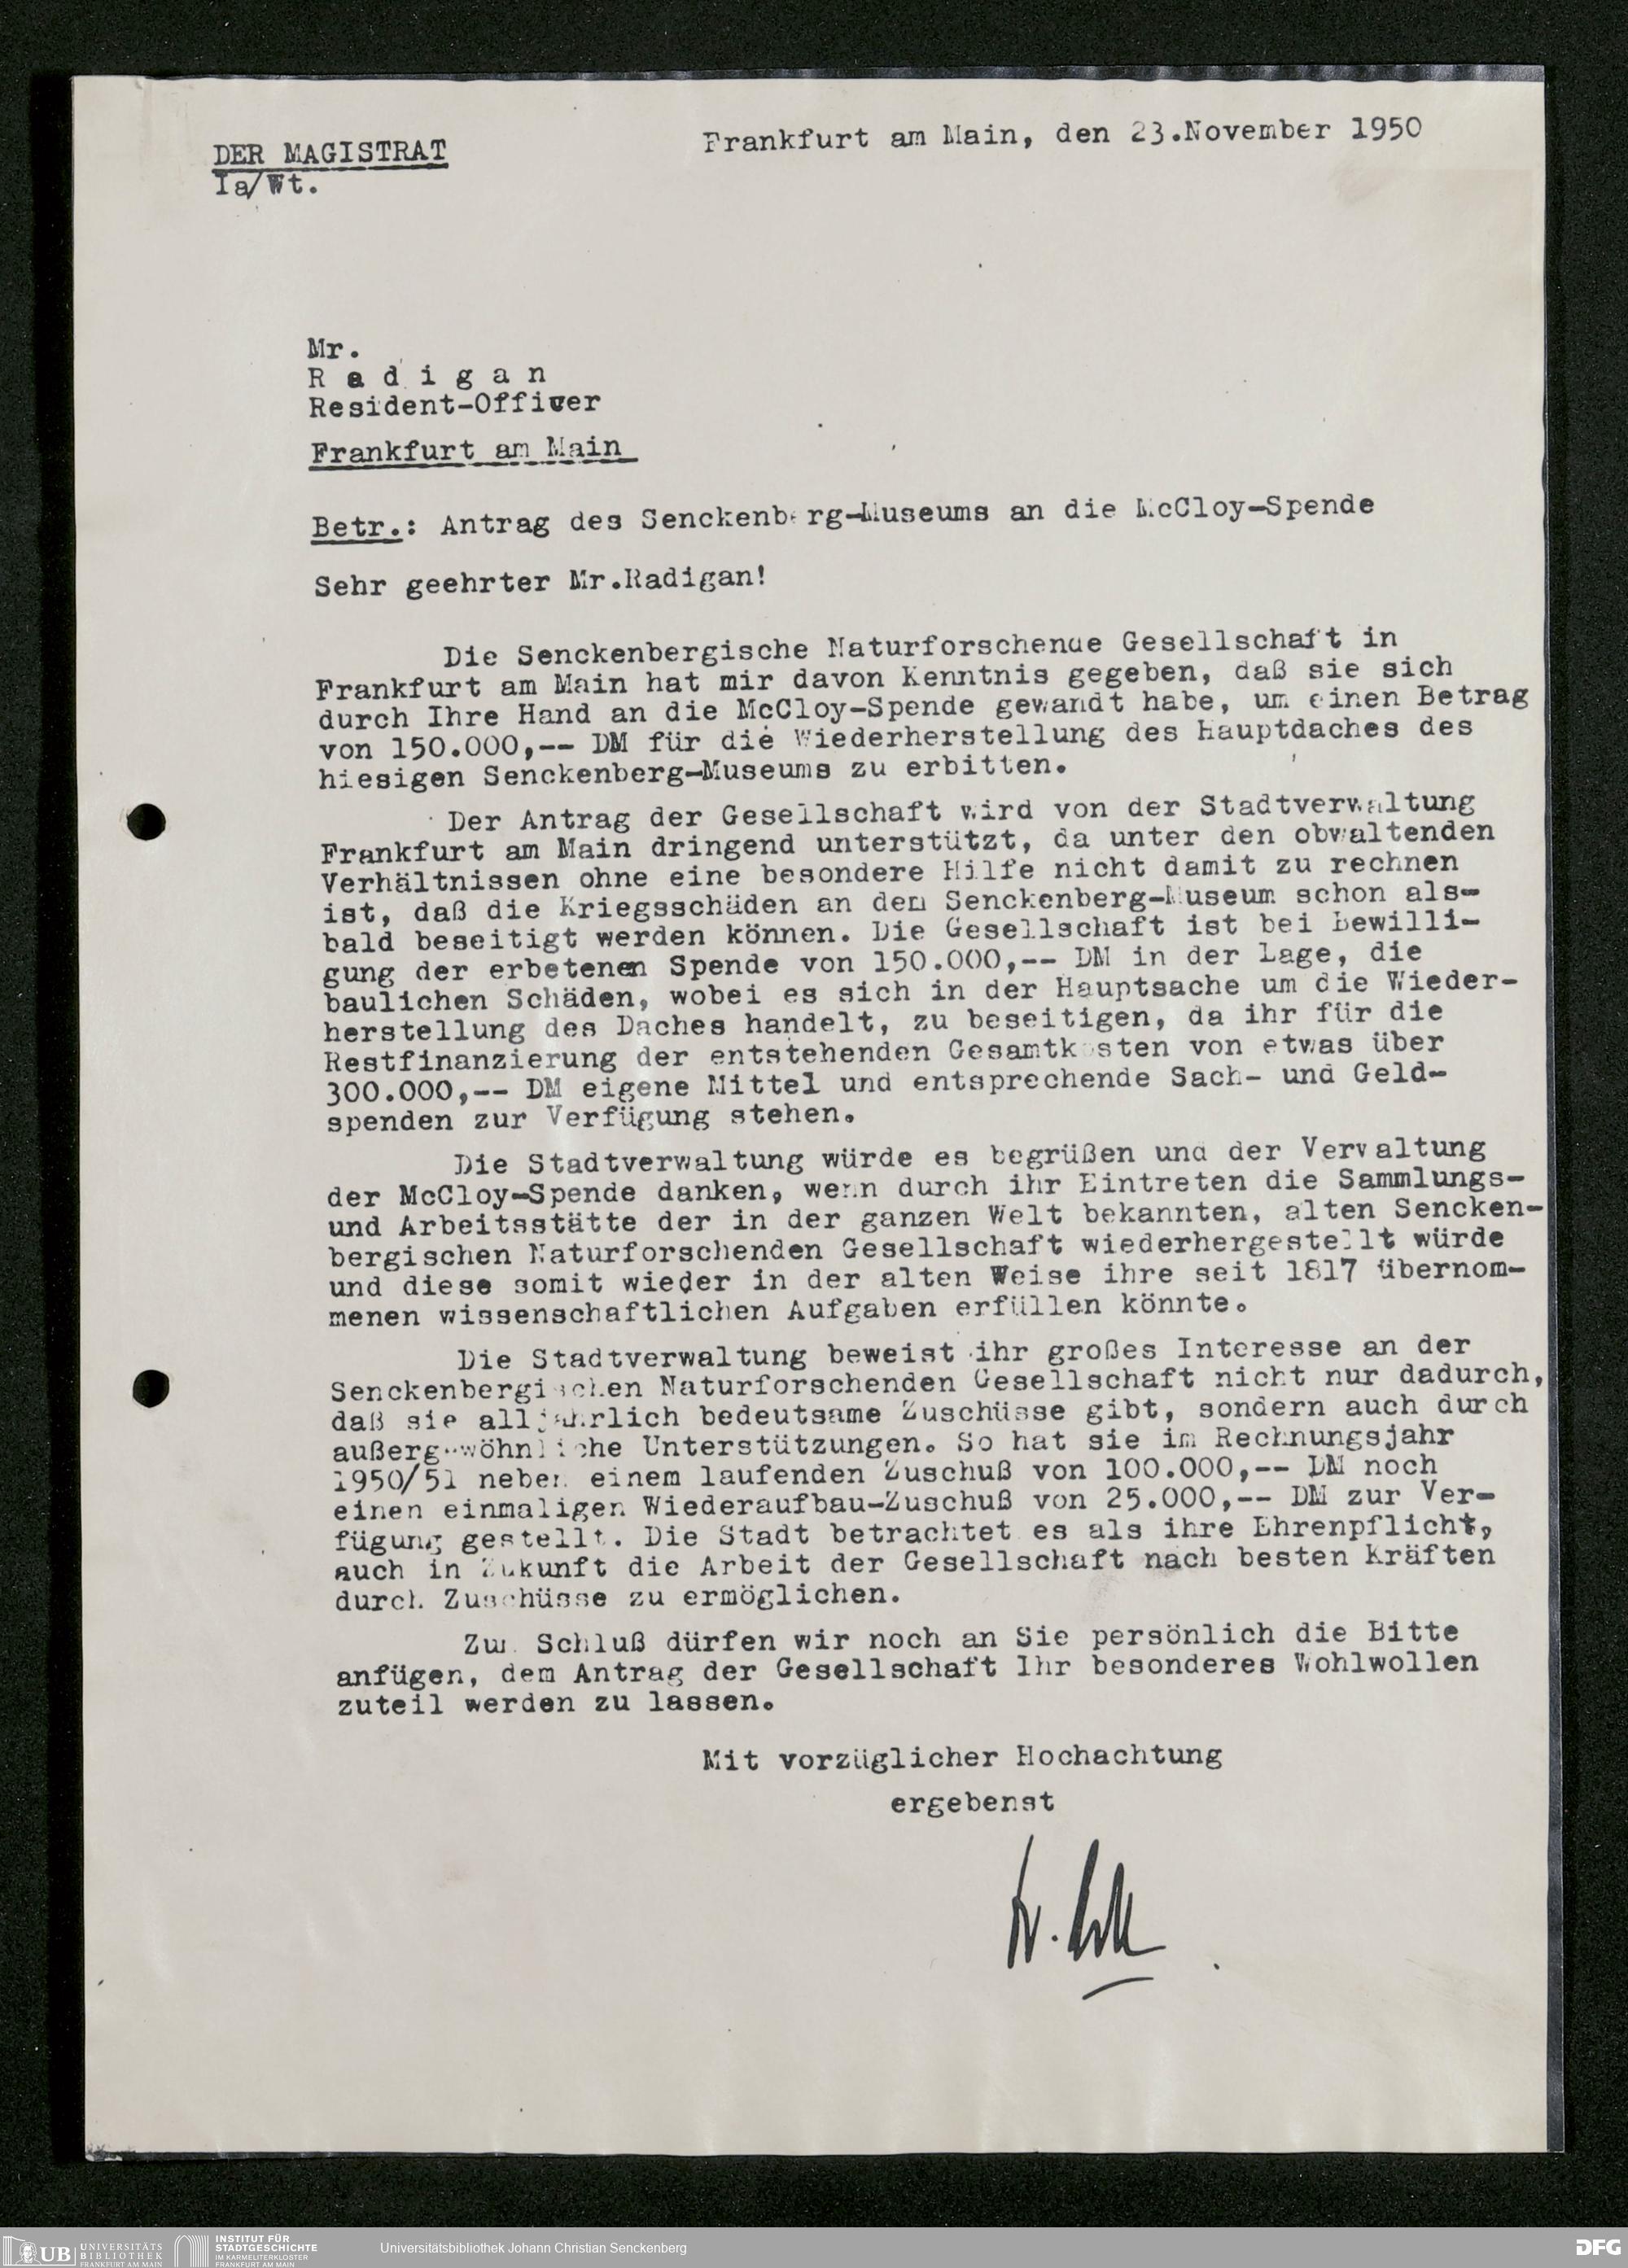 DER MAGISTRAT
Ia/Wt.
Frankfurt am Main, den 23.November 1950
Mr.
R a d i g a n
Resident-Officer
Frankfurt am Main
Betr.: Antrag des Senckenberg-Museums an die McCloy-Spende
Sehr geehrter Mr.Radigan!
Die Senckenbergische Naturforschende Gesellschaft in
Frankfurt am Main hat mir davon Kenntnis gegeben, daß sie sich
durch Ihre Hand an die McCloy-Spende gewandt habe, um einen Betrag
von 150.000,-- DM für die Wiederherstellung des Hauptdaches des
hiesigen Senckenberg-Museums zu erbitten.
Der Antrag der Gesellschaft wird von der Stadtverwaltung
Frankfurt am Main dringend unterstützt, da unter den obwaltenden
Verhältnissen ohne eine besondere Hilfe nicht damit zu rechnen
ist, daß die Kriegsschäden an dem Senckenberg-Museum schon als-
bald beseitigt werden können. Die Gesellschaft ist bei Bewilli-
gung der erbetenen Spende von 150.000,-- DM in der Lage, die
baulichen Schäden, wobei es sich in der Hauptsache um die Wieder-
herstellung des Daches handelt, zu beseitigen, da ihr für die
Restfinanzierung der entstehenden Gesamtkosten von etwas über
300.000,-- DM eigene Mittel und entsprechende Sach- und Geld-
spenden zur Verfügung stehen.
Die Stadtverwaltung würde es begrüßen und der Verwaltung
der McCloy-Spende danken, wenn durch ihr Eintreten die Sammlungs-
und Arbeitsstätte der in der ganzen Welt bekannten, alten Sencken-
bergischen Naturforschenden Gesellschaft wiederhergestellt würde
und diese somit wieder in der alten Weise ihre seit 1817 übernom-
menen wissenschaftlichen Aufgaben erfüllen könnte.
Die Stadtverwaltung beweist ihr großes Interesse an der
Senckenbergischen Naturforschenden Gesellschaft nicht nur dadurch,
daß sie alljährlich bedeutsame Zuschüsse gibt, sondern auch durch
außergewöhnliche Unterstützungen. So hat sie im Rechnungsjahr
1950/51 neben einem laufenden Zuschuß von 100.000,-- DM noch
einen einmaligen Wiederaufbau-Zuschuß von 25.000,-- DM zur Ver-
fügung gestellt. Die Stadt betrachtet es als ihre Ehrenpflicht,
auch in Zukunft die Arbeit der Gesellschaft nach besten Kräften
durch Zuschüsse zu ermöglichen.
Zum Schluß dürfen wir noch an Sie persönlich die Bitte
anfügen, dem Antrag der Gesellschaft Ihr besonderes Wohlwollen
zuteil werden zu lassen.
Mit vorzüglicher Hochachtung
ergebenst
UB UNIVERSITÄTS
BIBLIOTHEK
FRANKFURT AM MAIN
INSTITUT FÜR
STADTGESCHICHTE
IM KARMELITERKLOSTER
FRANKFURT AM MAIN
Universitätsbibliothek Johann Christian Senckenberg
DFG